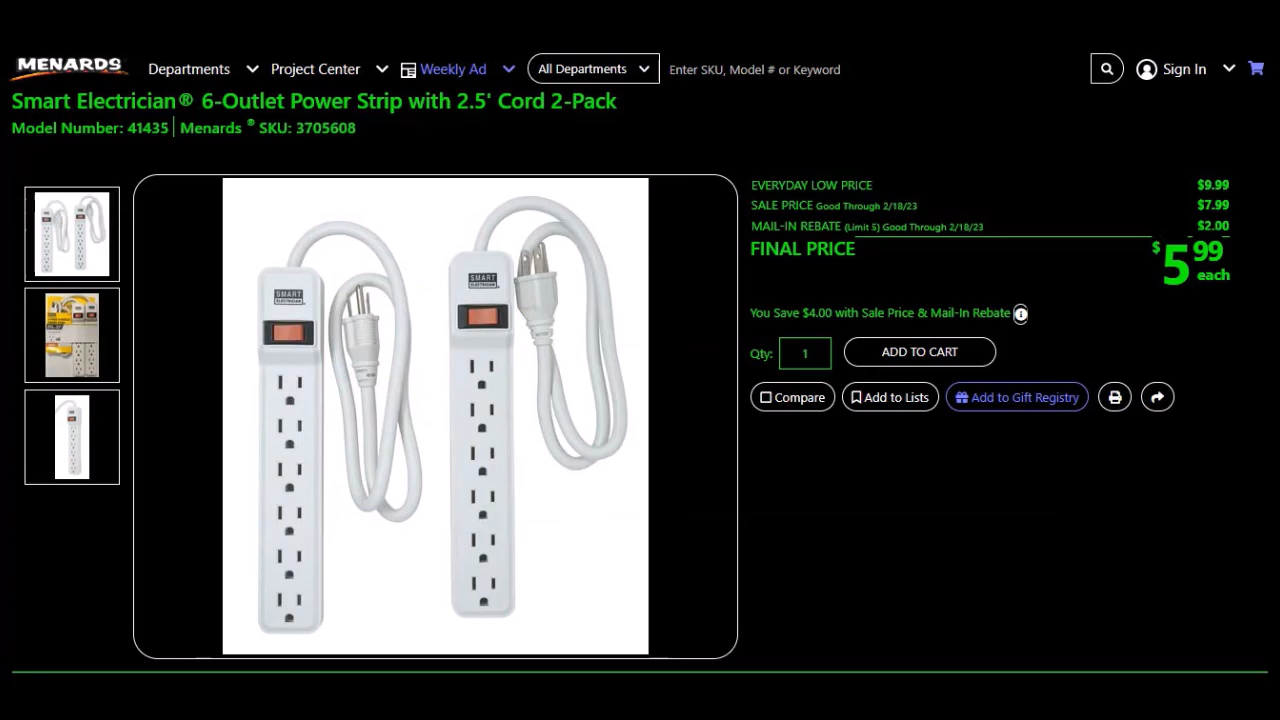 MENARDS
Departments Project Center Weekly Ad All Departments Enter SKU, Model # or Keyword Sign In
Smart Electrician® 6-Outlet Power Strip with 2.5' Cord 2-Pack
Model Number: 41435 | Menards ® SKU: 3705608
EVERYDAY LOW PRICE $9.99
SALE PRICE Good Through 2/18/23 $7.99
MAIL-IN REBATE (Limit 5) Good Through 2/18/23 $2.00
FINAL PRICE $5 99 each
You Save $4.00 with Sale Price & Mail-In Rebate
Qty: 1 ADD TO CART
Compare Add to Lists Add to Gift Registry
SMART
ELECTRICIAN
SMART
ELECTRICIAN